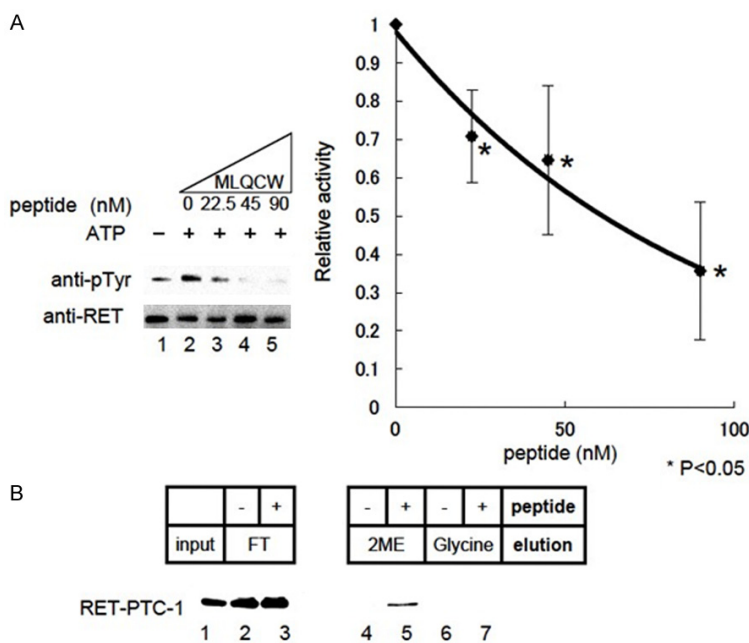 A
MLQCW
peptide (nM) 0 22.5 45 90
ATP − + + + +
anti-pTyr
anti-RET
1 2 3 4 5
Relative activity
1
0.9
0.8
0.7
0.6
0.5
0.4
0.3
0.2
0.1
0
*
*
*
0 50 100
peptide (nM)
* P<0.05
B
- + - + - + peptide
input FT 2ME Glycine elution
RET-PTC-1
1 2 3 4 5 6 7